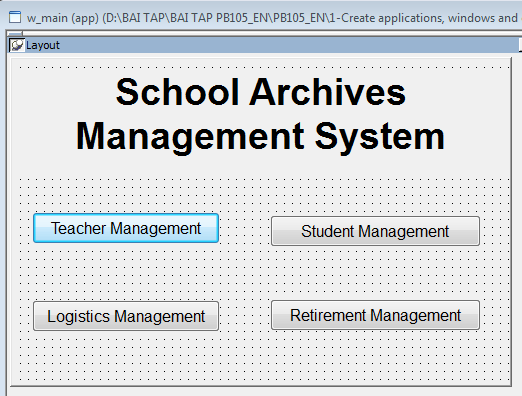 w_main (app) (D:\BAI TAP\BAI TAP PB105_EN\PB105_EN\1-Create applications, windows and
Layout
School Archives
Management System
Teacher Management
Student Management
Logistics Management
Retirement Management